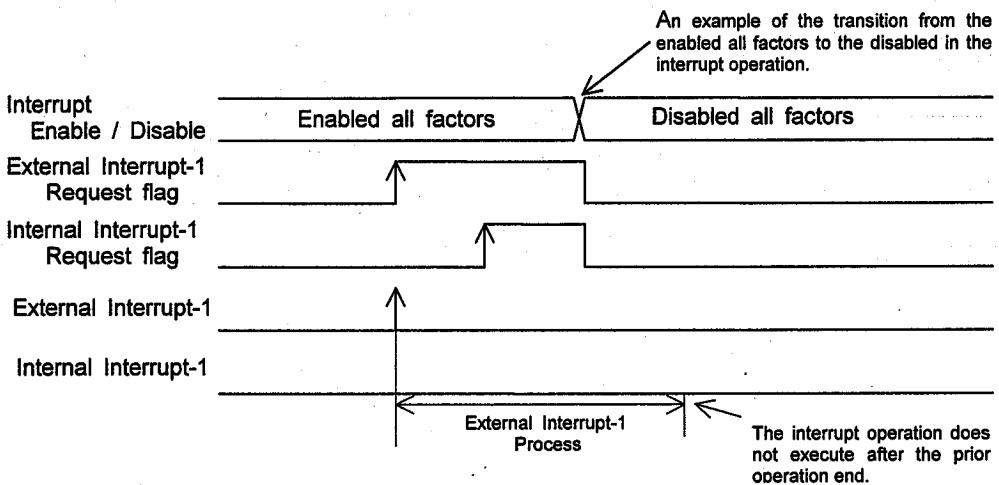 An example of the transition from the
enabled all factors to the disabled in the
interrupt operation.
Interrupt
Enable / Disable
Enabled all factors
Disabled all factors
External Interrupt-1
Request flag
Internal Interrupt-1
Request flag
External Interrupt-1
Internal Interrupt-1
External Interrupt-1
Process
The interrupt operation does
not execute after the prior
operation end.